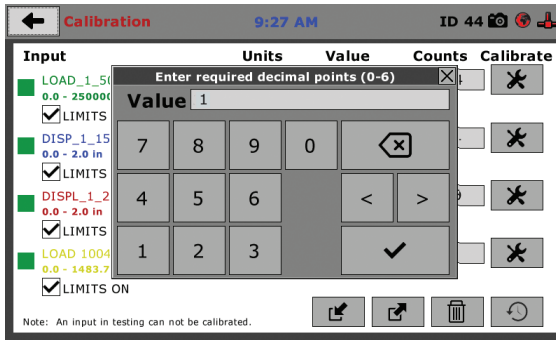 Calibration 9:27 AM ID 44
Input Units Value Counts Calibrate
Enter required decimal points (0-6)
Value 1
LOAD_1_50
0.0 - 25000
LIMITS
DISP_1_15
0.0 - 2.0 in
LIMITS
DISPL_1_2
0.0 - 2.0 in
LIMITS
LOAD 1004
0.0 - 1483.7
LIMITS ON
7 8 9 0
4 5 6 < >
1 2 3
Note: An input in testing can not be calibrated.